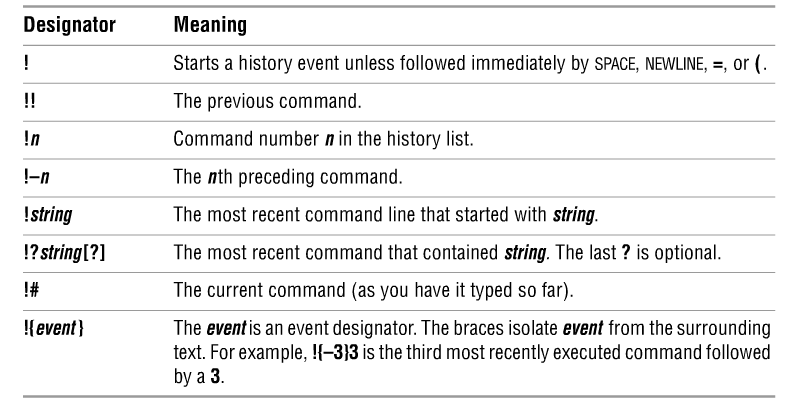 Designator Meaning
! Starts a history event unless followed immediately by SPACE, NEWLINE, =, or (.
!! The previous command.
!n Command number n in the history list.
!–n The nth preceding command.
!string The most recent command line that started with string.
!?string[?] The most recent command that contained string. The last ? is optional.
!# The current command (as you have it typed so far).
!{event} The event is an event designator. The braces isolate event from the surrounding
text. For example, !{–3}3 is the third most recently executed command followed
by a 3.